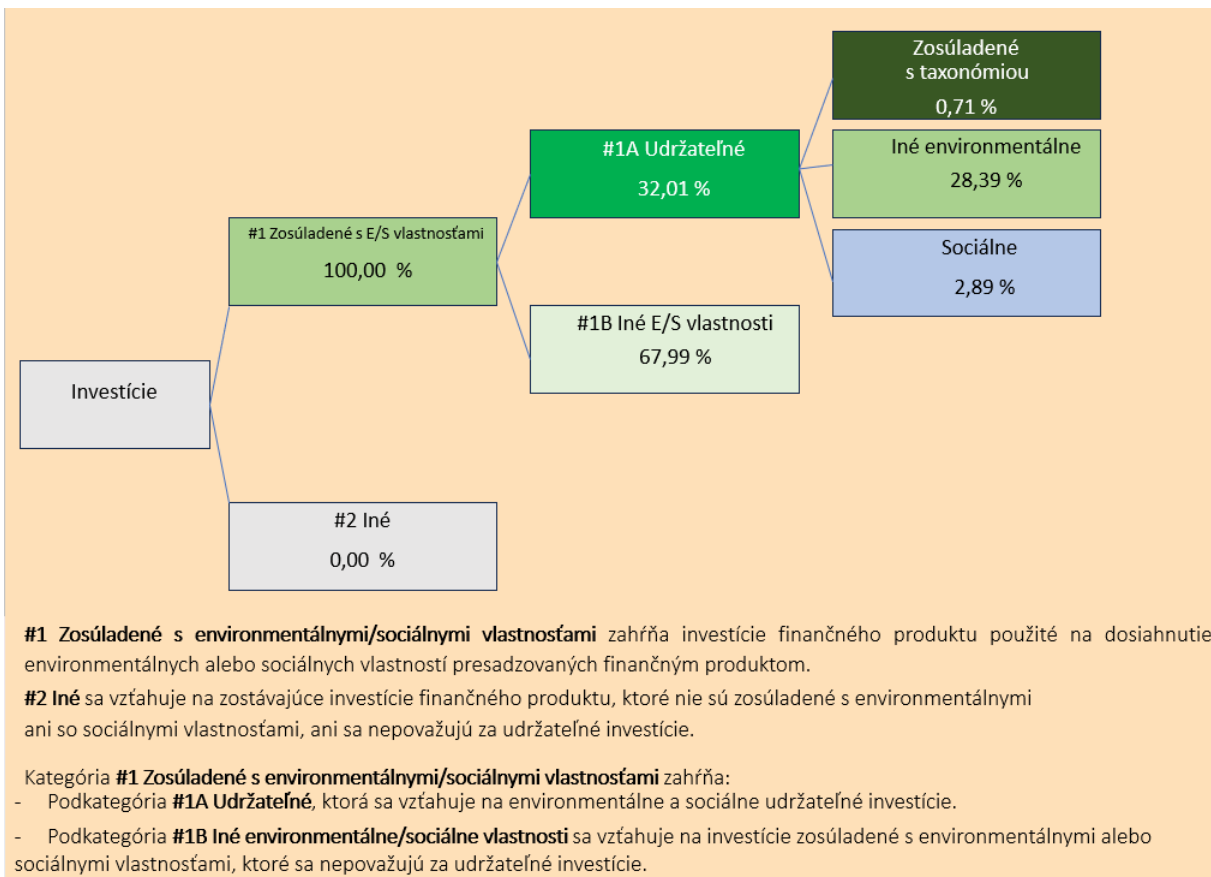 Zosúladené
s taxonómiou
0,71 %
#1A Udržateľné
32,01 %
Iné environmentálne
28,39 %
#1 Zosúladené s E/S vlastnosťami
100,00 %
Sociálne
2,89 %
#1B Iné E/S vlastnosti
67,99 %
Investície
#2 Iné
0,00 %
#1 Zosúladené s environmentálnymi/sociálnymi vlastnosťami zahŕňa investície finančného produktu použité na dosiahnutie
environmentálnych alebo sociálnych vlastností presadzovaných finančným produktom.
#2 Iné sa vzťahuje na zostávajúce investície finančného produktu, ktoré nie sú zosúladené s environmentálnymi
ani so sociálnymi vlastnosťami, ani sa nepovažujú za udržateľné investície.
Kategória #1 Zosúladené s environmentálnymi/sociálnymi vlastnosťami zahŕňa:
- Podkategória #1A Udržateľné, ktorá sa vzťahuje na environmentálne a sociálne udržateľné investície.
- Podkategória #1B Iné environmentálne/sociálne vlastnosti sa vzťahuje na investície zosúladené s environmentálnymi alebo
sociálnymi vlastnosťami, ktoré sa nepovažujú za udržateľné investície.